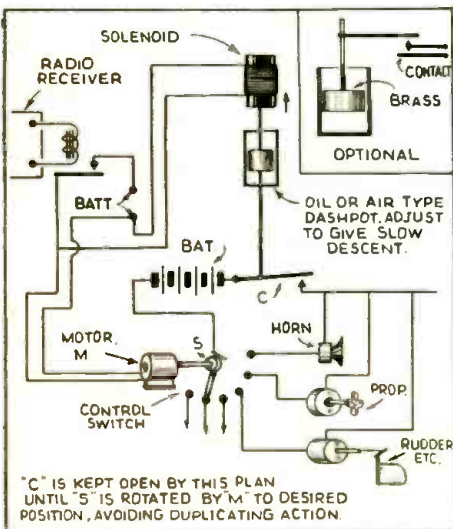 SOLENOID
RADIO
RECEIVER
CONTACT
BRASS
OPTIONAL
BATT
OIL OR AIR TYPE
DASHPOT. ADJUST
TO GIVE SLOW
DESCENT.
BAT
C
HORN
MOTOR,
M
S
PROP.
CONTROL
SWITCH
RUDDER
ETC.
"C" IS KEPT OPEN BY THIS PLAN
UNTIL "S" IS ROTATED BY "M" TO DESIRED
POSITION, AVOIDING DUPLICATING ACTION.